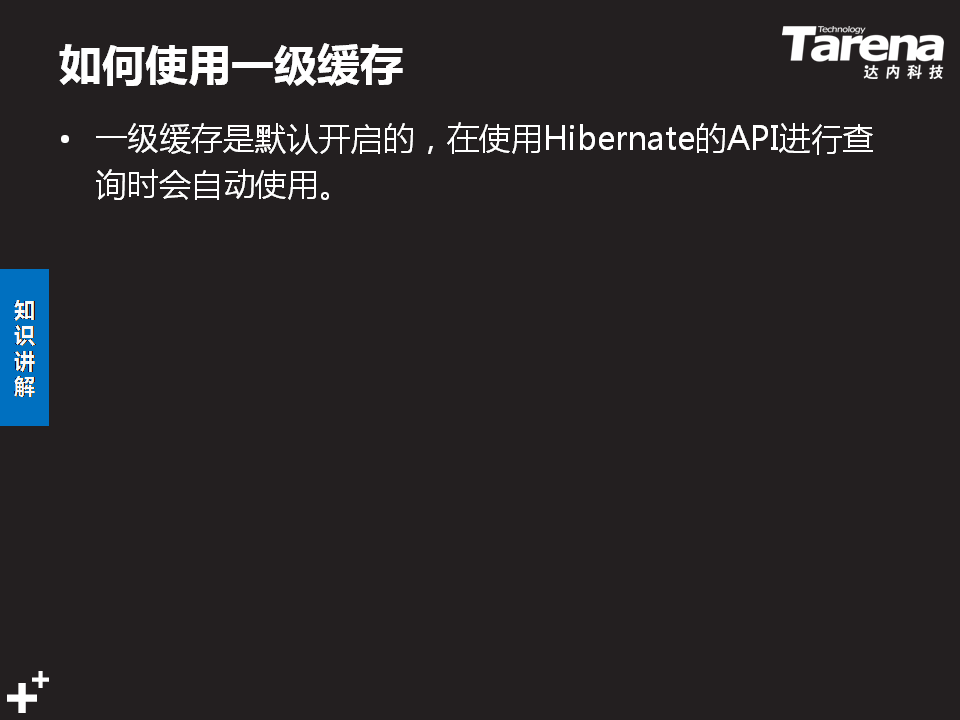 如何使用一级缓存
Technology
Tarena
达内科技
• 一级缓存是默认开启的，在使用Hibernate的API进行查
询时会自动使用。
知
识
讲
解